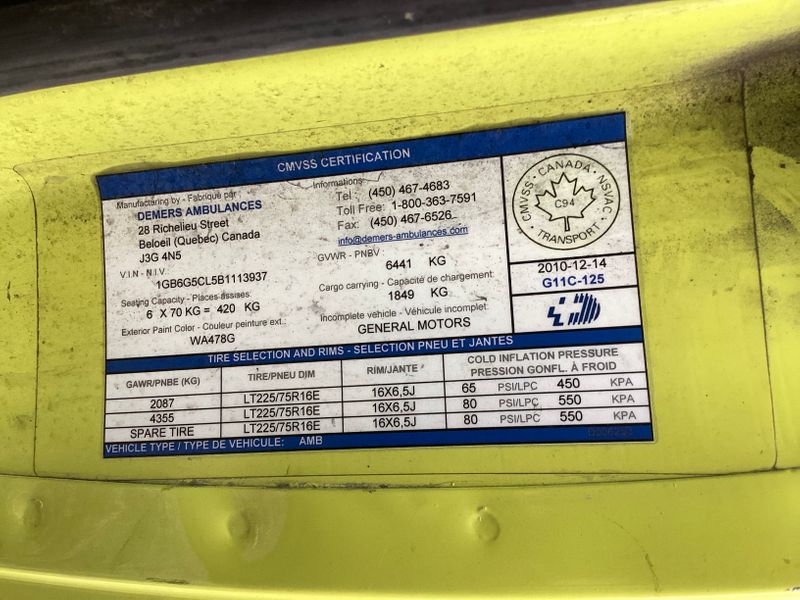 CMVSS CERTIFICATION
Manufacturing by - Fabriqué par :
DEMERS AMBULANCES
28 Richelieu Street
Beloeil (Quebec) Canada
J3G 4N5
V.I.N - N.I.V.
1GB6G5CL5B1113937
Seating Capacity - Places assises:
6 X 70 KG = 420 KG
Exterior Paint Color - Couleur peinture ext.:
WA478G
Informations:
Tel : (450) 467-4683
Toll Free: 1-800-363-7591
Fax: (450) 467-6526
info@demers-ambulances.com
GVWR - PNBV
6441 KG
Cargo carrying - Capacité de chargement:
1849 KG
Incomplete vehicle - Véhicule incomplet:
GENERAL MOTORS
CMVSS · CANADA · NSVAC
C94
· TRANSPORT ·
2010-12-14
G11C-125
TIRE SELECTION AND RIMS - SELECTION PNEU ET JANTES
GAWR/PNBE (KG) TIRE/PNEU DIM RIM/JANTE COLD INFLATION PRESSURE
PRESSION GONFL. À FROID
2087 LT225/75R16E 16X6,5J 65 PSI/LPC 450 KPA
4355 LT225/75R16E 16X6,5J 80 PSI/LPC 550 KPA
SPARE TIRE LT225/75R16E 16X6,5J 80 PSI/LPC 550 KPA
VEHICLE TYPE / TYPE DE VEHICULE: AMB